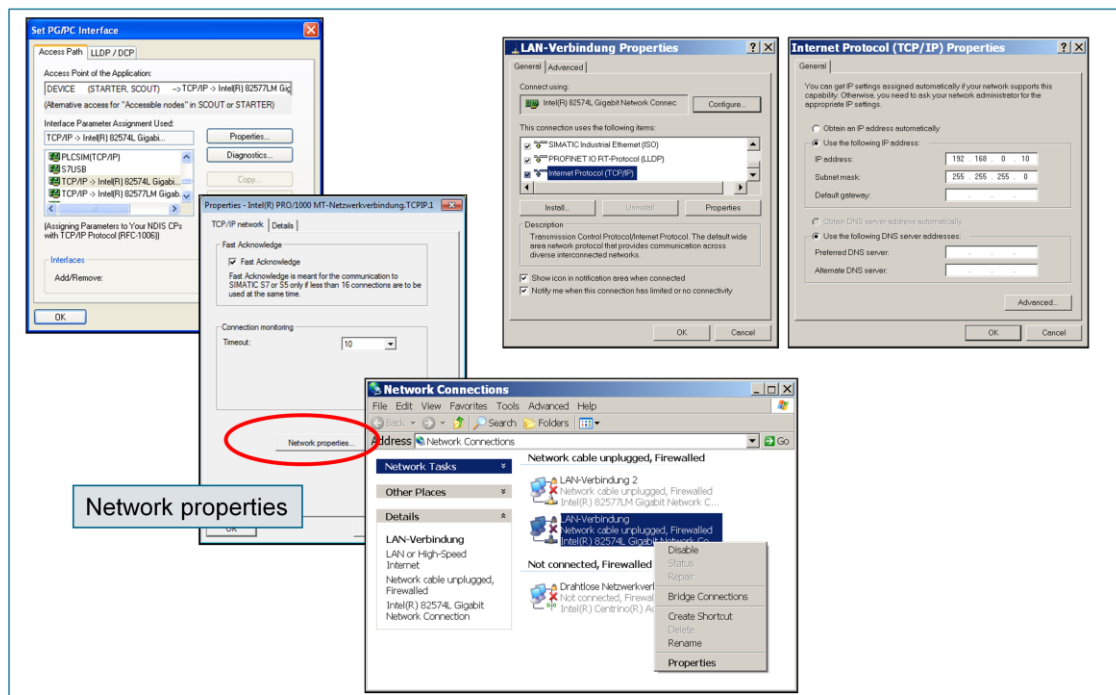 Set PG/PC Interface
Access Path
LLDP / DCP
Access Point of the Application:
DEVICE (STARTER, SCOUT) ->TCP/IP -> Intel(R) 82577LM Gig
(Alternative access for "Accessible nodes" in SCOUT or STARTER)
Interface Parameter Assignment Used:
TCP/IP -> Intel(R) 82574L Gigabi...
Properties...
PLCSIM(TCP/IP)
S7USB
TCP/IP -> Intel(R) 82574L Gigabi...
TCP/IP -> Intel(R) 82577LM Gigab.
Diagnostics...
Copy...
(Assigning Parameters to Your NDIS CPs
with TCP/IP Protocol (RFC-1006))
Interfaces
Add/Remove:
OK
Properties - Intel(R) PRO/1000 MT-Netzwerkverbindung.TCPIP.1
TCP/IP network
Details
Fast Acknowledge
Fast Acknowledge
Fast Acknowledge is meant for the communication to
SIMATIC S7 or S5 only if less than 16 connections are to be
used at the same time.
Connection monitoring
Timeout:
10
Network properties...
OK
Network properties
LAN-Verbindung Properties
General
Advanced
Connect using:
Intel(R) 82574L Gigabit Network Connec
Configure...
This connection uses the following items:
SIMATIC Industrial Ethernet (ISO)
PROFINET IO RT-Protocol (LLDP)
Internet Protocol (TCP/IP)
Install...
Uninstall
Properties
Description
Transmission Control Protocol/Internet Protocol. The default wide
area network protocol that provides communication across
diverse interconnected networks.
Show icon in notification area when connected
Notify me when this connection has limited or no connectivity
OK
Cancel
Internet Protocol (TCP/IP) Properties
General
You can get IP settings assigned automatically if your network supports this
capability. Otherwise, you need to ask your network administrator for the
appropriate IP settings.
Obtain an IP address automatically
Use the following IP address:
IP address:
192 . 168 . 0 . 10
Subnet mask:
255 . 255 . 255 . 0
Default gateway:
Obtain DNS server address automatically
Use the following DNS server addresses:
Preferred DNS server:
Alternate DNS server:
Advanced...
OK
Cancel
Network Connections
File Edit View Favorites Tools Advanced Help
Back
Search
Folders
Address
Network Connections
Go
Network Tasks
Other Places
Details
LAN-Verbindung
LAN or High-Speed
Internet
Network cable unplugged,
Firewalled
Intel(R) 82574L Gigabit
Network Connection
Network cable unplugged, Firewalled
LAN-Verbindung 2
Network cable unplugged, Firewalled
Intel(R) 82577LM Gigabit Network C...
LAN-Verbindung
Network cable unplugged, Firewalled
Intel(R) 82574L Gigabit Network Co
Not connected, Firewalled
Drahtlose Netzwerkverl
Not connected, Firewal
Intel(R) Centrino(R) Ad
Disable
Status
Repair
Bridge Connections
Create Shortcut
Delete
Rename
Properties